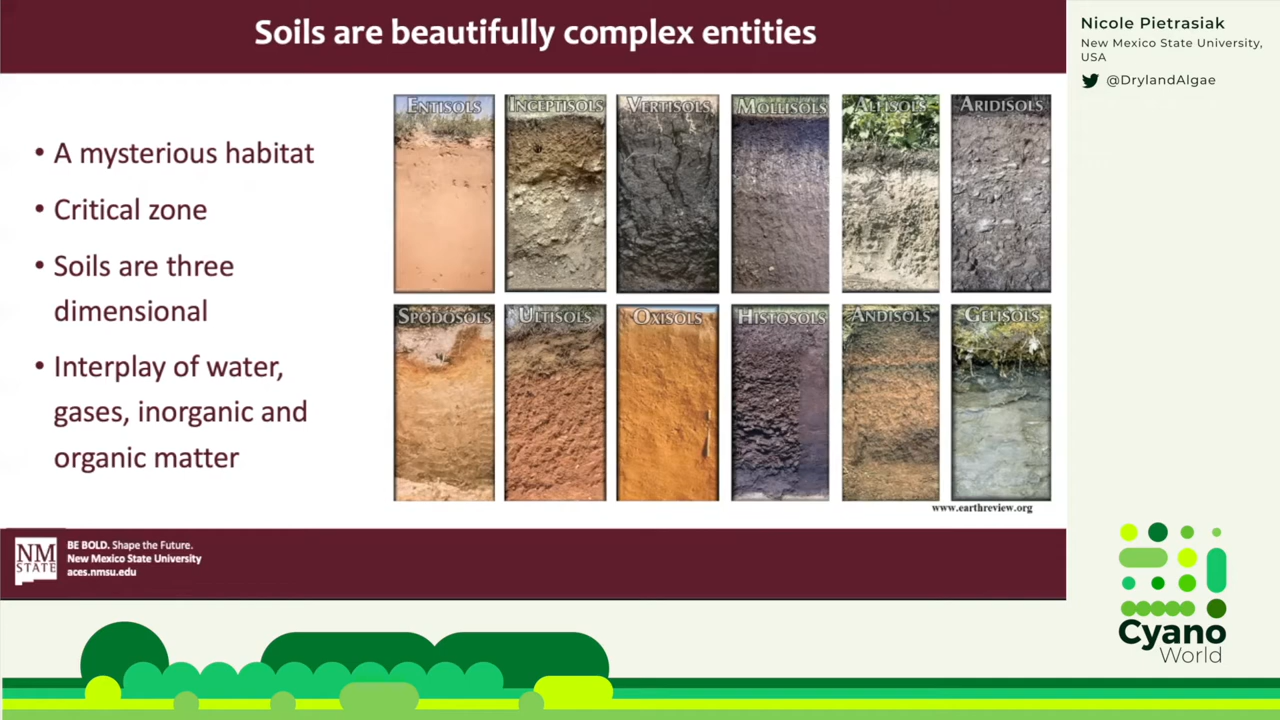 Soils are beautifully complex entities
• A mysterious habitat
• Critical zone
• Soils are three
dimensional
• Interplay of water,
gases, inorganic and
organic matter
ENTISOLS
INCEPTISOLS
VERTISOLS
MOLLISOLS
ALFISOLS
ARIDISOLS
SPODOSOLS
ULTISOLS
OXISOLS
HISTOSOLS
ANDISOLS
GELISOLS
www.earthreview.org
NM
STATE
BE BOLD. Shape the Future.
New Mexico State University
aces.nmsu.edu
Nicole Pietrasiak
New Mexico State University,
USA
@DrylandAlgae
Cyano
World